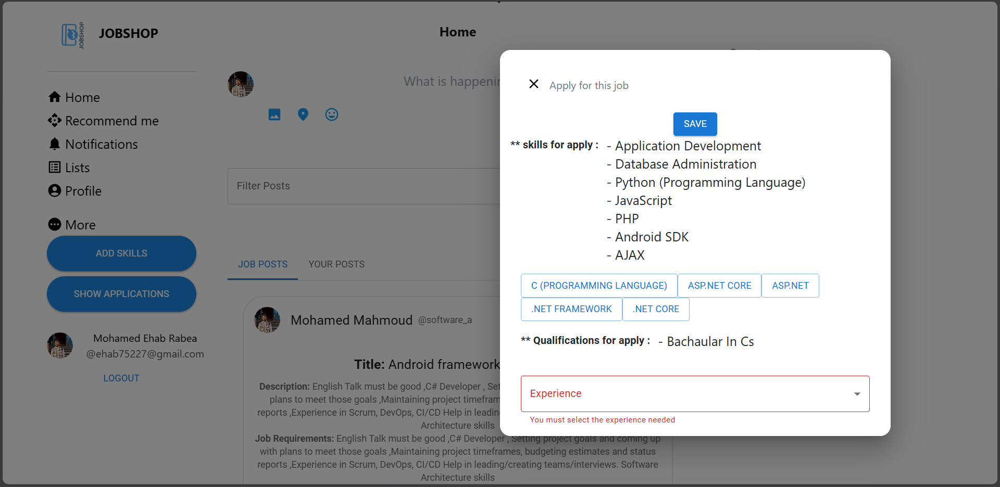 JOBSHOP
JOBSHOP
Home
Home
Recommend me
Notifications
Lists
Profile
More
ADD SKILLS
SHOW APPLICATIONS
Mohamed Ehab Rabea
@ehab75227@gmail.com
LOGOUT
What is happenin
Filter Posts
JOB POSTS
YOUR POSTS
Mohamed Mahmoud @software_a
Title: Android framework
Description: English Talk must be good ,C# Developer , Set
plans to meet those goals ,Maintaining project timefram
reports ,Experience in Scrum, DevOps, CI/CD Help in leadin
Architecture skills
Job Requirements: English Talk must be good ,C# Developer , Setting project goals and coming up
with plans to meet those goals ,Maintaining project timeframes, budgeting estimates and status
reports ,Experience in Scrum, DevOps, CI/CD Help in leading/creating teams/interviews. Software
Architecture skills
Apply for this job
SAVE
** skills for apply : - Application Development
- Database Administration
- Python (Programming Language)
- JavaScript
- PHP
- Android SDK
- AJAX
C (PROGRAMMING LANGUAGE) ASP.NET CORE ASP.NET
.NET FRAMEWORK .NET CORE
** Qualifications for apply : - Bachaular In Cs
Experience
You must select the experience needed